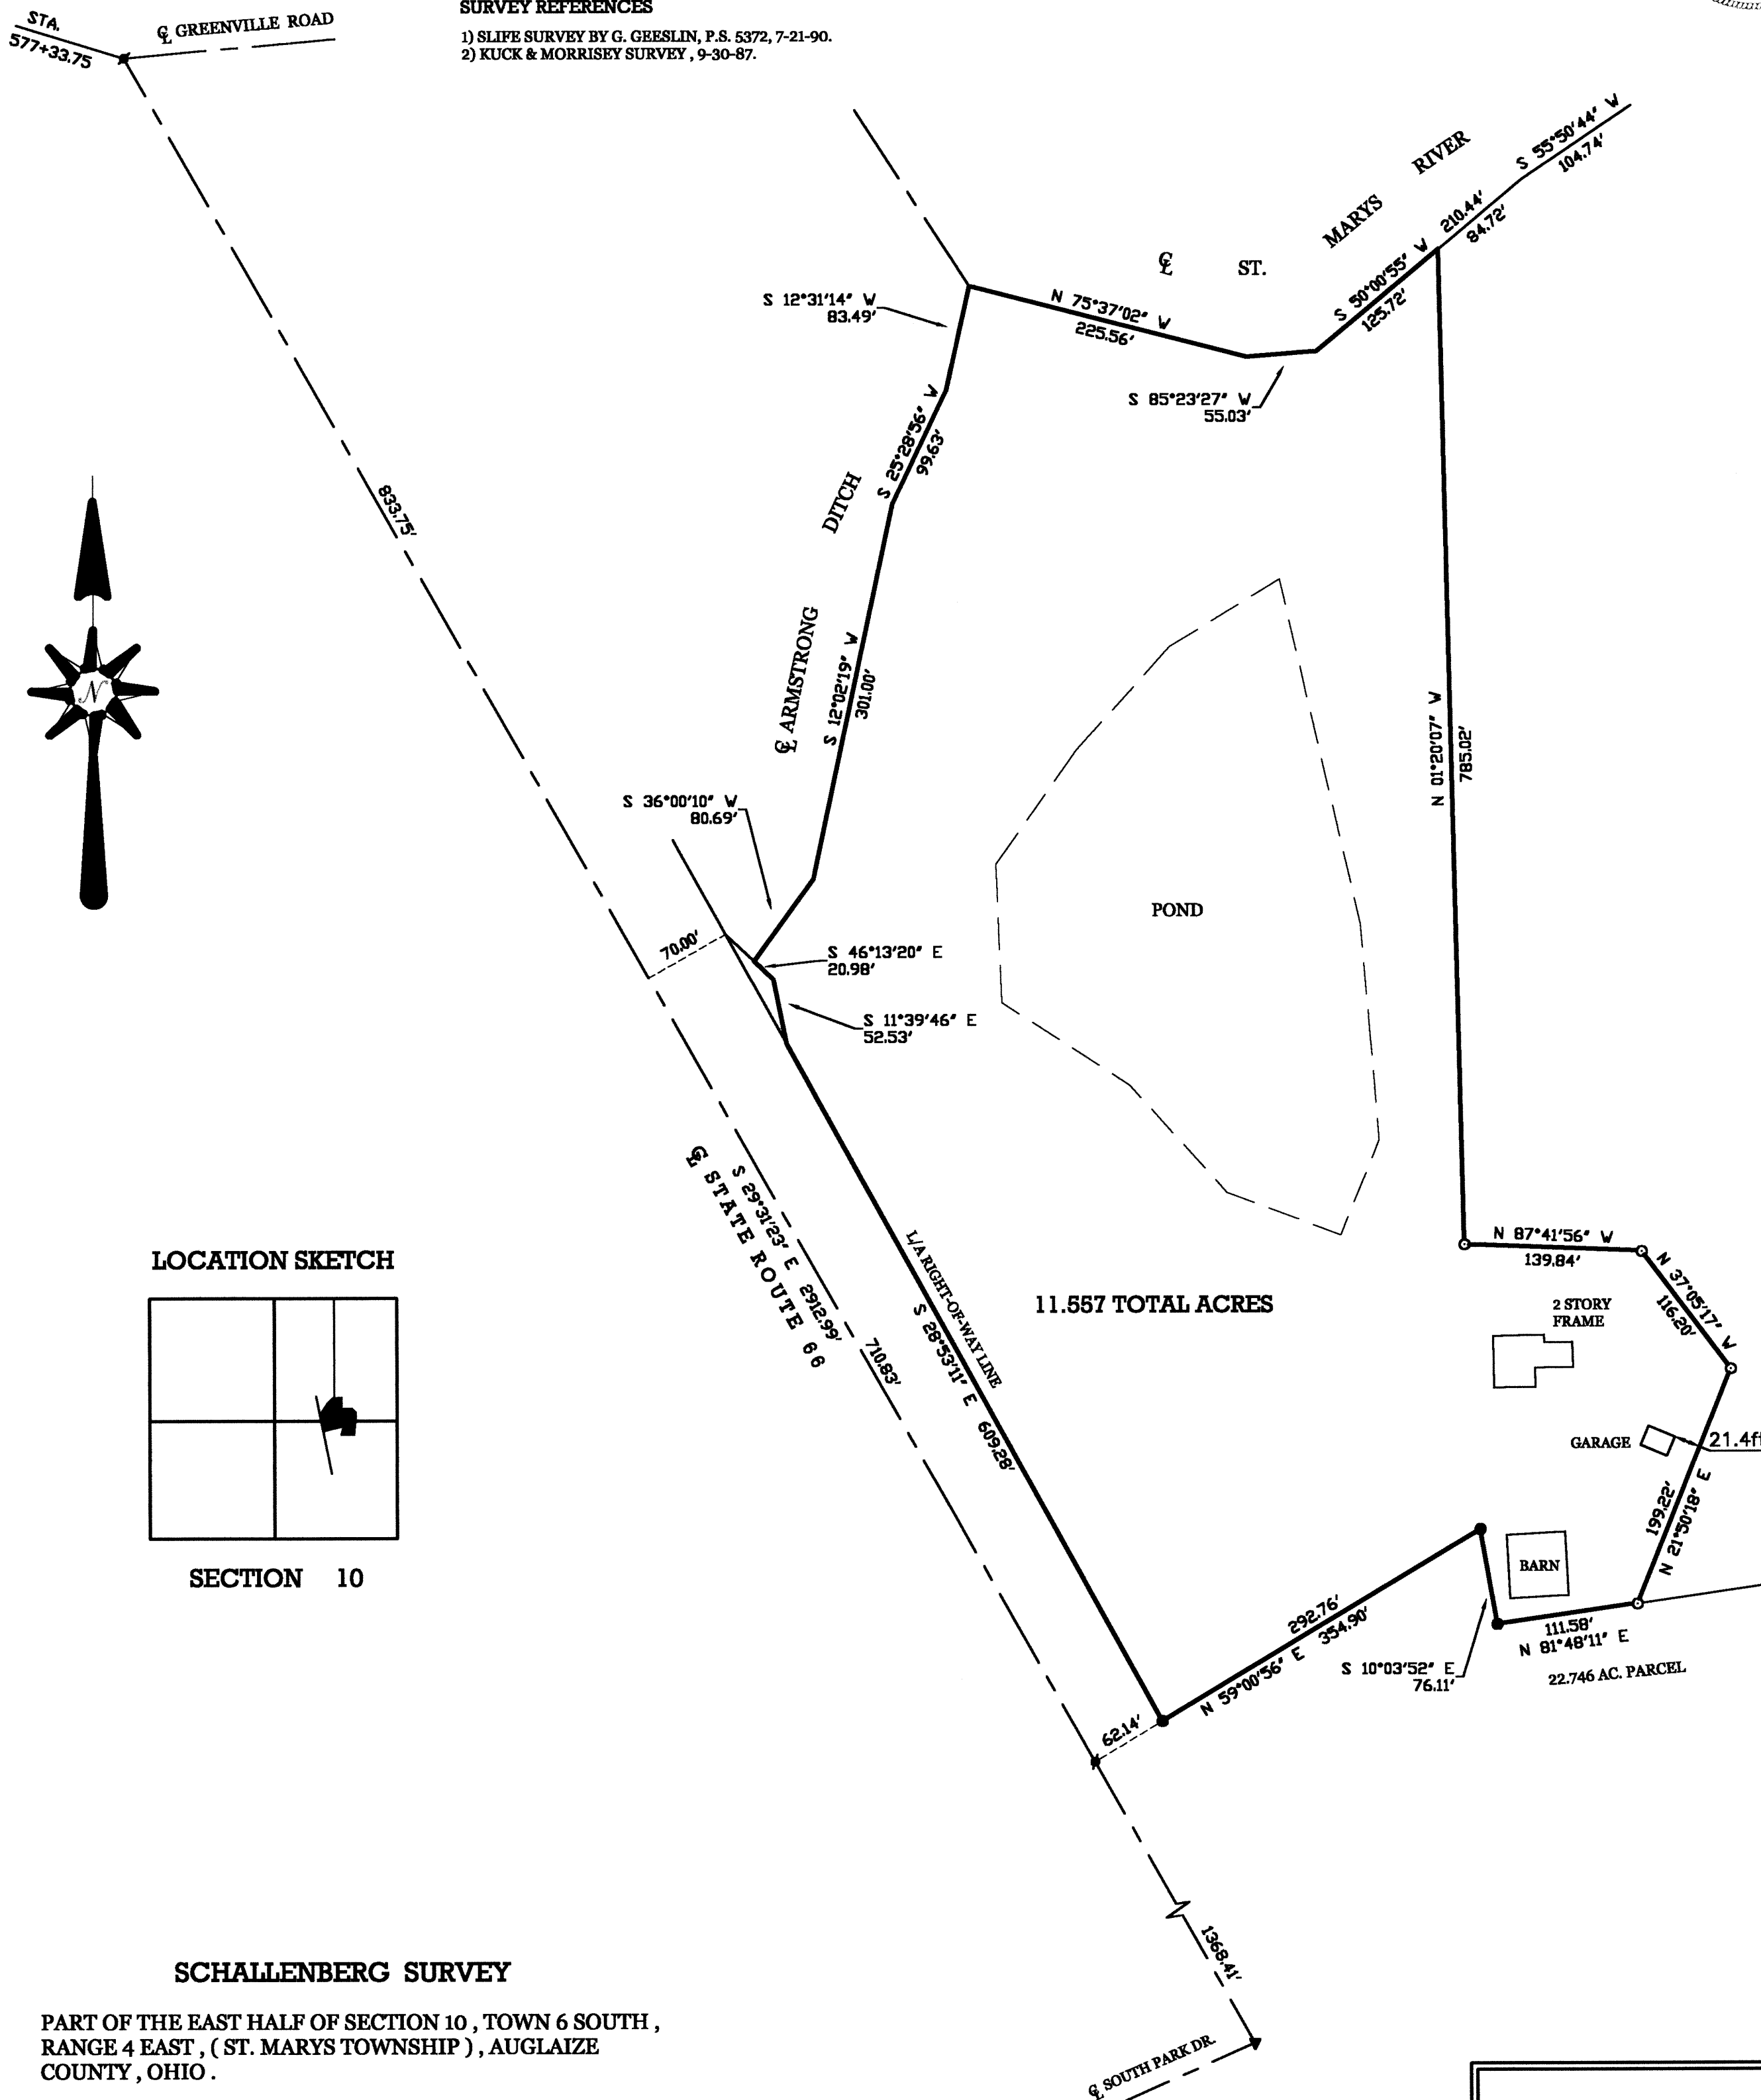 STA.
577+33.75
℄ GREENVILLE ROAD
SURVEY REFERENCES
1) SLIFE SURVEY BY G. GEESLIN, P.S. 5372, 7-21-90.
2) KUCK & MORRISEY SURVEY , 9-30-87.
S 55°50'44" W
104.74'
RIVER
MARYS
ST.
℄
210.44'
84.72'
S 50°00'55" W
125.72'
N 75°37'02" W
225.56'
S 12°31'14" W
83.49'
S 85°23'27" W
55.03'
S 25°28'56" W
99.63'
DITCH
℄ ARMSTRONG
833.75'
S 12°02'19" W
301.00'
N
N 01°20'07" W
785.02'
S 36°00'10" W
80.69'
POND
70.00'
S 46°13'20" E
20.98'
S 11°39'46" E
52.53'
S 29°31'23" E 2912.99'
℄ STATE ROUTE 66
710.83'
L/A RIGHT-OF-WAY LINE
S 28°53'11" E 609.28'
N 87°41'56" W
139.84'
N 37°05'17" W
116.20'
LOCATION SKETCH
SECTION 10
11.557 TOTAL ACRES
2 STORY
FRAME
GARAGE
21.4ft
199.22'
N 21°50'18" E
BARN
292.76'
N 59°00'56" E 354.90'
111.58'
N 81°48'11" E
S 10°03'52" E
76.11'
22.746 AC. PARCEL
62.14'
1368.41'
℄ SOUTH PARK DR.
SCHALLENBERG SURVEY
PART OF THE EAST HALF OF SECTION 10 , TOWN 6 SOUTH ,
RANGE 4 EAST , ( ST. MARYS TOWNSHIP ) , AUGLAIZE
COUNTY , OHIO .